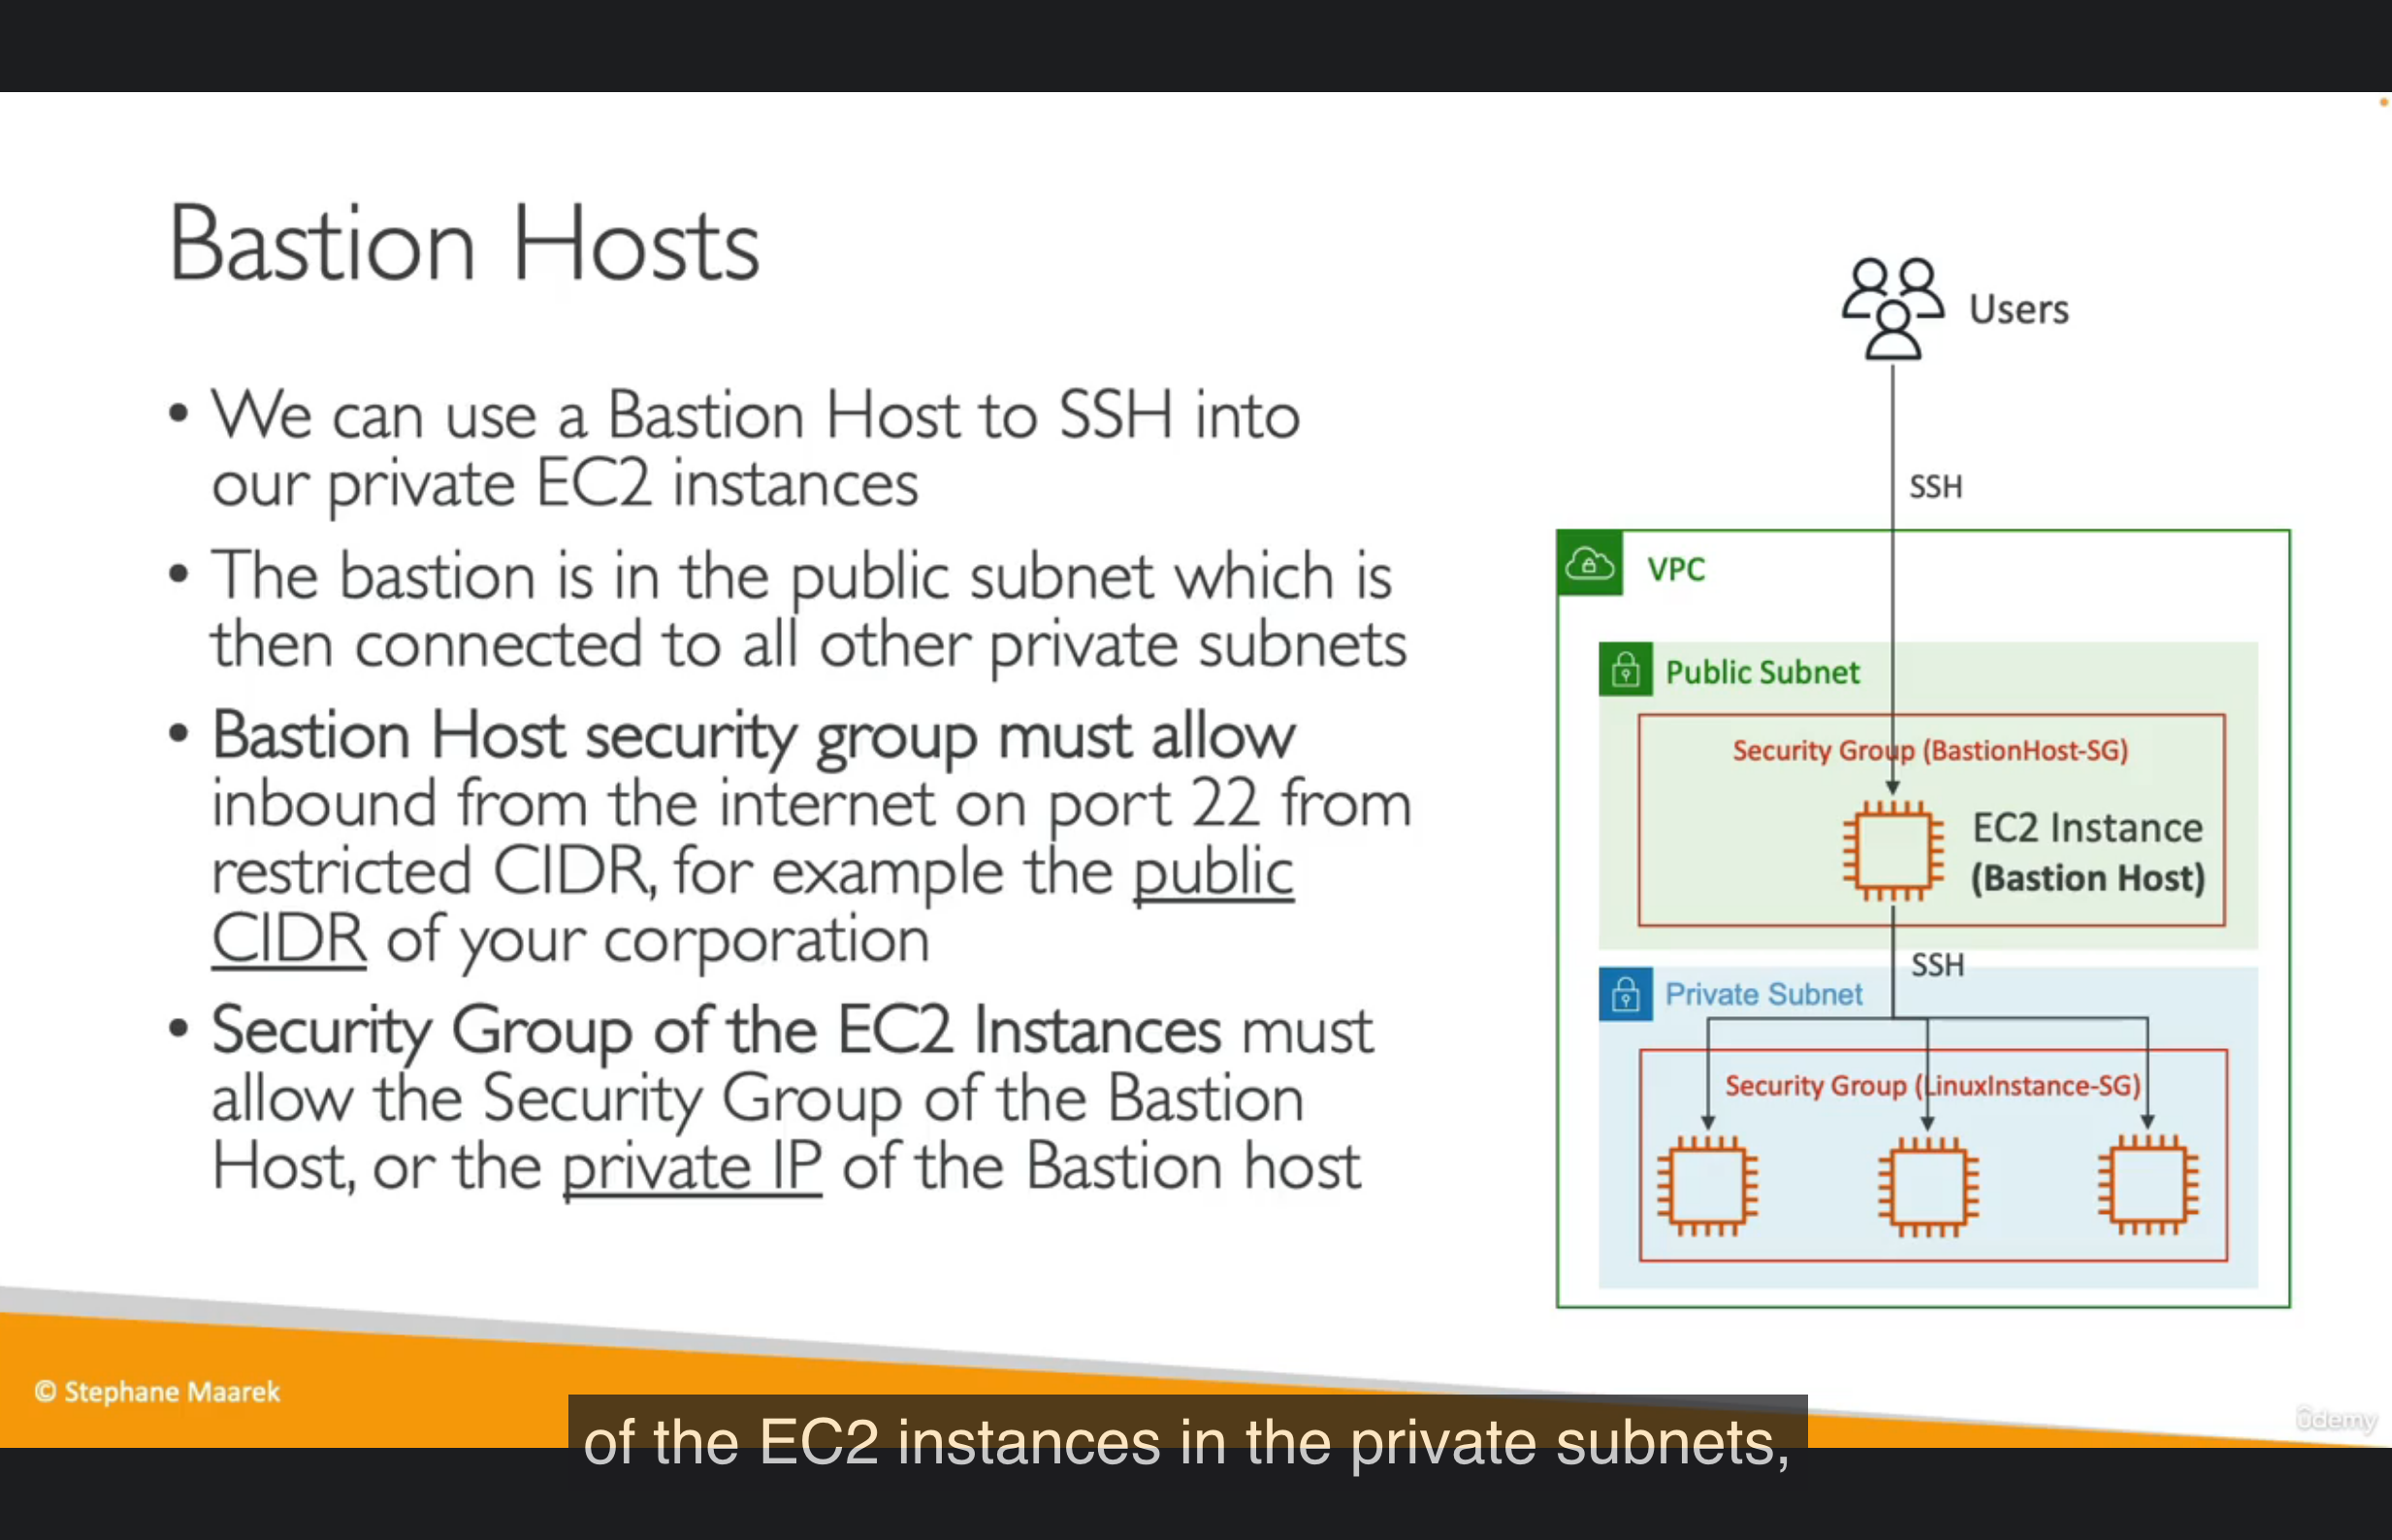 Bastion Hosts
• We can use a Bastion Host to SSH into
our private EC2 instances
• The bastion is in the public subnet which is
then connected to all other private subnets
• Bastion Host security group must allow
inbound from the internet on port 22 from
restricted CIDR, for example the public
CIDR of your corporation
• Security Group of the EC2 Instances must
allow the Security Group of the Bastion
Host, or the private IP of the Bastion host
Users
SSH
VPC
Public Subnet
Security Group (BastionHost-SG)
EC2 Instance
(Bastion Host)
SSH
Private Subnet
Security Group (LinuxInstance-SG)
© Stephane Maarek
ûdemy
of the EC2 instances in the private subnets,